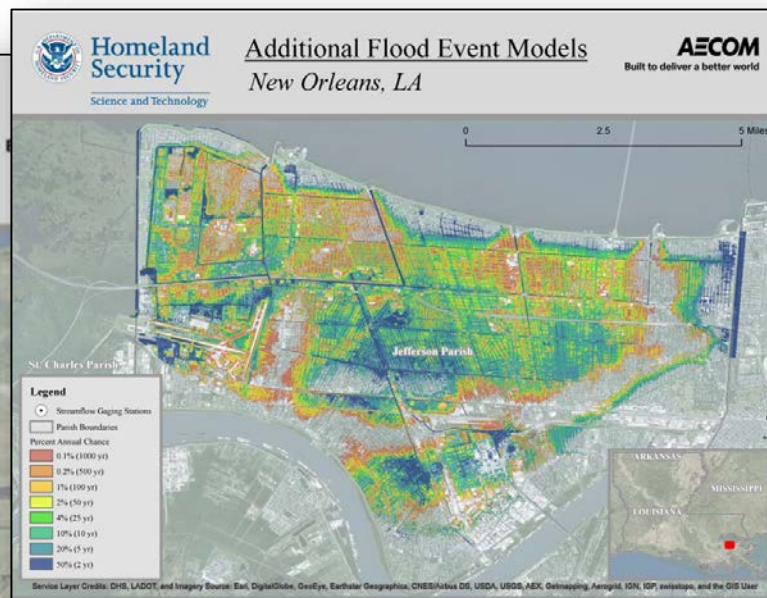 Homeland
Security
Science and Technology
Additional Flood Event Models
New Orleans, LA
AECOM
Built to deliver a better world
0 2.5 5 Miles
St. Charles Parish
Jefferson Parish
Legend
Streamflow Gaging Stations
Parish Boundaries
Percent Annual Chance
0.1% (1000 yr)
0.2% (500 yr)
1% (100 yr)
2% (50 yr)
4% (25 yr)
10% (10 yr)
20% (5 yr)
50% (2 yr)
ARKANSAS
MISSISSIPPI
LOUISIANA
Service Layer Credits: DHS, LADOT, and Imagery Source: Esri, DigitalGlobe, GeoEye, Earthstar Geographics, CNES/Airbus DS, USDA, USGS, AEX, Getmapping, Aerogrid, IGN, IGP, swisstopo, and the GIS User